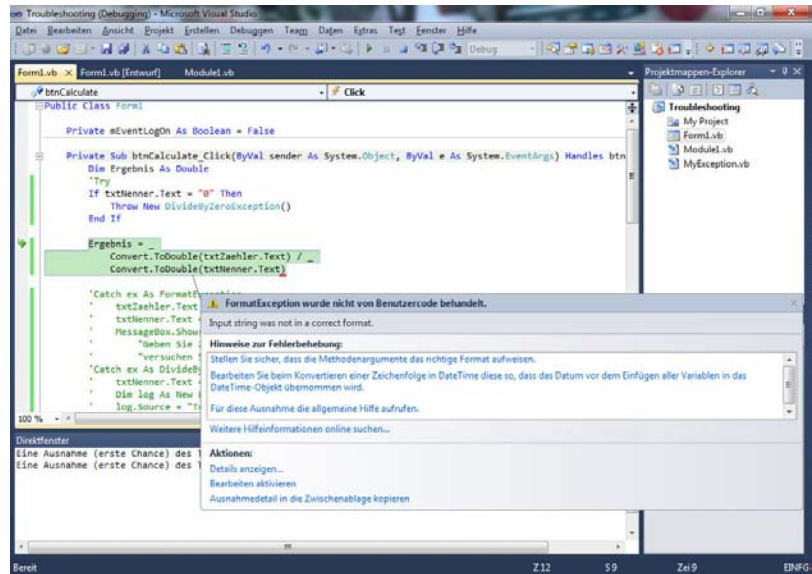 Troubleshooting (Debugging) - Microsoft Visual Studio
Datei Bearbeiten Ansicht Projekt Erstellen Debuggen Team Daten Extras Test Fenster Hilfe
Debug
Form1.vb × Form1.vb [Entwurf] Module1.vb
btnCalculate Click
Public Class Form1
Private mEventLogOn As Boolean = False
Private Sub btnCalculate_Click(ByVal sender As System.Object, ByVal e As System.EventArgs) Handles btn
Dim Ergebnis As Double
'Try
If txtNenner.Text = "0" Then
Throw New DivideByZeroException()
End If
Ergebnis = _
Convert.ToDouble(txtZaehler.Text) / _
Convert.ToDouble(txtNenner.Text)
'Catch ex As FormatException
' txtZaehler.Text
' txtNenner.Text =
' MessageBox.Show
' "Geben Sie
' "versuchen S
'Catch ex As DivideBy
' txtNenner.Text =
' Dim log As New
' log.Source = "T
100 %
FormatException wurde nicht von Benutzercode behandelt.
Input string was not in a correct format.
Hinweise zur Fehlerbehebung:
Stellen Sie sicher, dass die Methodenargumente das richtige Format aufweisen.
Bearbeiten Sie beim Konvertieren einer Zeichenfolge in DateTime diese so, dass das Datum vor dem Einfügen aller Variablen in das
DateTime-Objekt übernommen wird.
Für diese Ausnahme die allgemeine Hilfe aufrufen.
Weitere Hilfeinformationen online suchen...
Aktionen:
Details anzeigen...
Bearbeiten aktivieren
Ausnahmedetail in die Zwischenablage kopieren
Direktfenster
Eine Ausnahme (erste Chance) des T
Eine Ausnahme (erste Chance) des T
Projektmappen-Explorer
Troubleshooting
My Project
Form1.vb
Module1.vb
MyException.vb
Bereit Z 12 S 9 Zei 9 EINFG